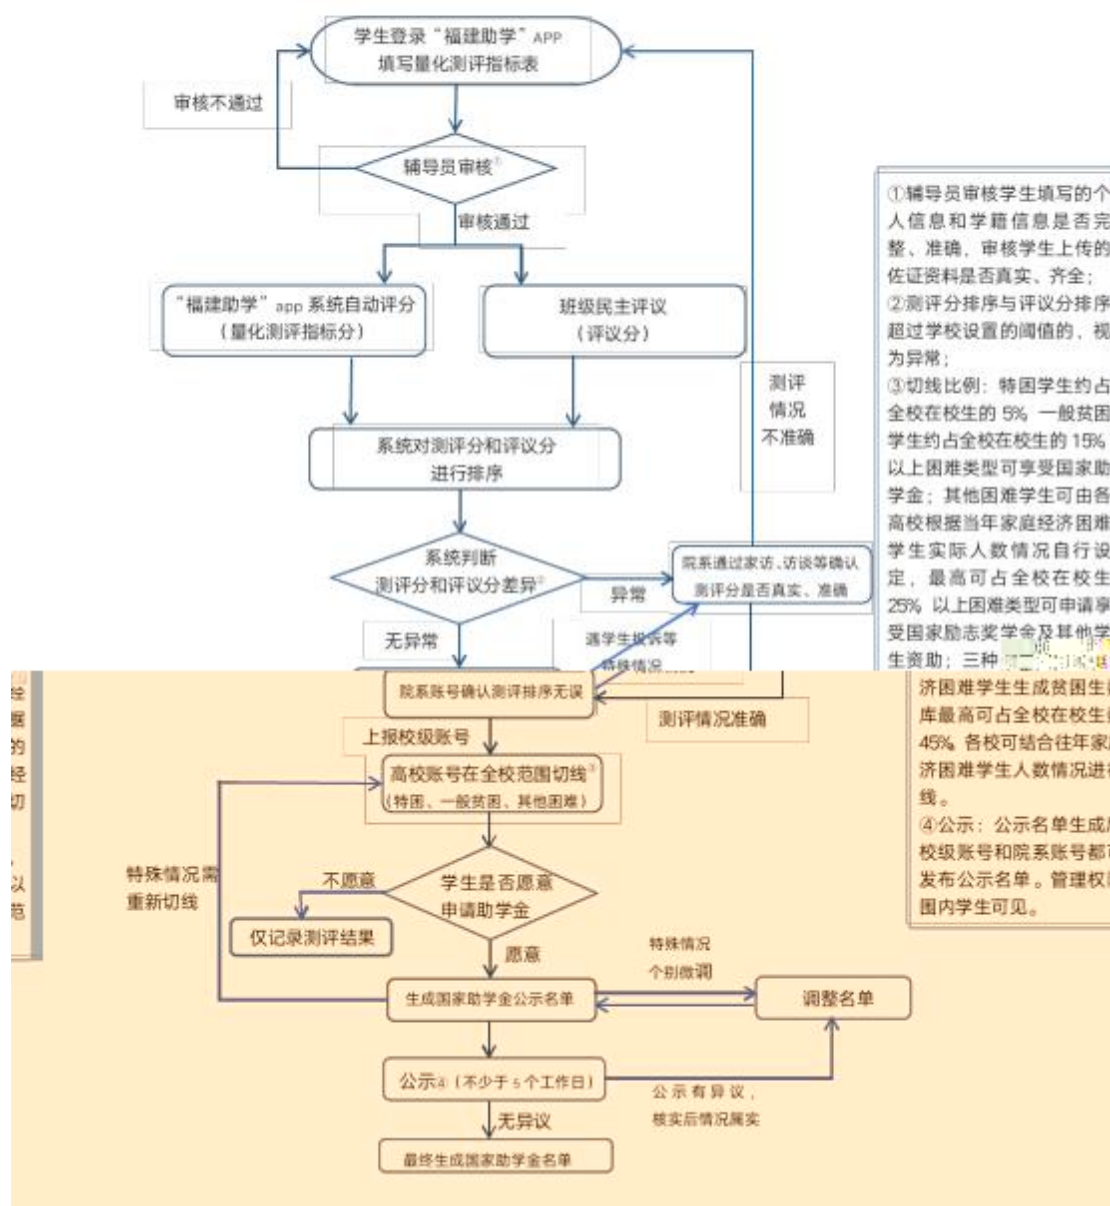 学生登录“福建助学”APP
填写量化测评指标表
审核不通过
辅导员审核①
审核通过
“福建助学”app系统自动评分
（量化测评指标分）
班级民主评议
（评议分）
测评
情况
不准确
系统对测评分和评议分
进行排序
系统判断
测评分和评议分差异②
异常
院系通过家访、访谈等确认
测评分是否真实、准确
无异常
遇学生投诉等
特殊情况
院系账号确认测评排序无误
测评情况准确
上报校级账号
高校账号在全校范围切线③
（特困、一般贫困、其他困难）
特殊情况需
重新切线
不愿意
学生是否愿意
申请助学金
仅记录测评结果
愿意
特殊情况
个别微调
生成国家助学金公示名单
调整名单
公示④（不少于5个工作日）
公示有异议，
核实后情况属实
无异议
最终生成国家助学金名单
①辅导员审核学生填写的个
人信息和学籍信息是否完
整、准确，审核学生上传的
佐证资料是否真实、齐全；
②测评分排序与评议分排序
超过学校设置的阈值的，视
为异常；
③切线比例：特困学生约占
全校在校生的5% 一般贫困
学生约占全校在校生的15%
以上困难类型可享受国家助
学金；其他困难学生可由各
高校根据当年家庭经济困难
学生实际人数情况自行设
定，最高可占全校在校生
25% 以上困难类型可申请享
受国家励志奖学金及其他学
生资助；三种
济困难学生生成贫困生
库最高可占全校在校生
45% 各校可结合往年家
济困难学生人数情况进
线。
④公示：公示名单生成
校级账号和院系账号都
发布公示名单。管理权
围内学生可见。
据
的
经
切
以
范